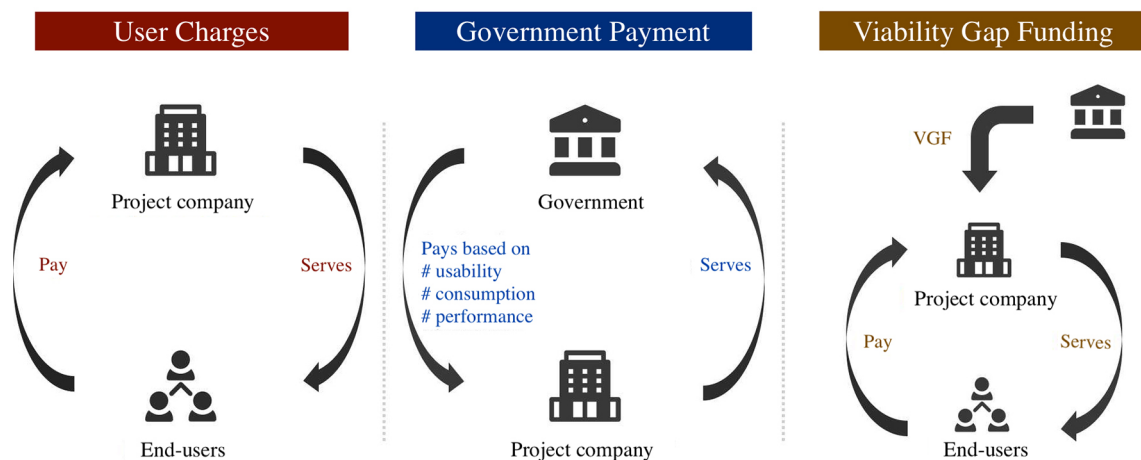 User Charges
Project company
Pay
Serves
End-users
Government Payment
Government
Pays based on
# usability
# consumption
# performance
Serves
Project company
Viability Gap Funding
VGF
Project company
Pay
Serves
End-users